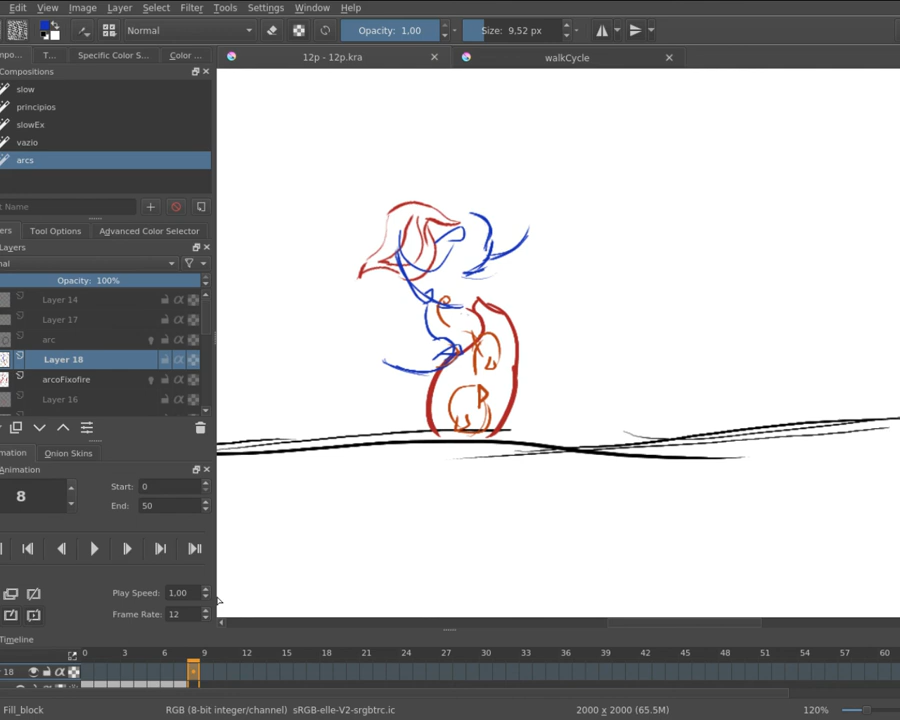 Edit View Image Layer Select Filter Tools Settings Window Help
Normal Opacity: 1,00 Size: 9,52 px
T... Specific Color S... Color ...
12p - 12p.kra
walkCycle
Compositions
slow
principios
slowEx
vazio
arcs
Name
Tool Options Advanced Color Selector
Opacity: 100%
Layer 14
Layer 17
arc
Layer 18
arcoFixofire
Layer 16
Onion Skins
Animation
8
Start: 0
End: 50
Play Speed: 1,00
Frame Rate: 12
Timeline
0 3 6 9 12 15 18 21 24 27 30 33 36 39 42 45 48 51 54 57 60
18
Fill_block RGB (8-bit integer/channel) sRGB-elle-V2-srgbtrc.ic 2000 x 2000 (65.5M) 120%